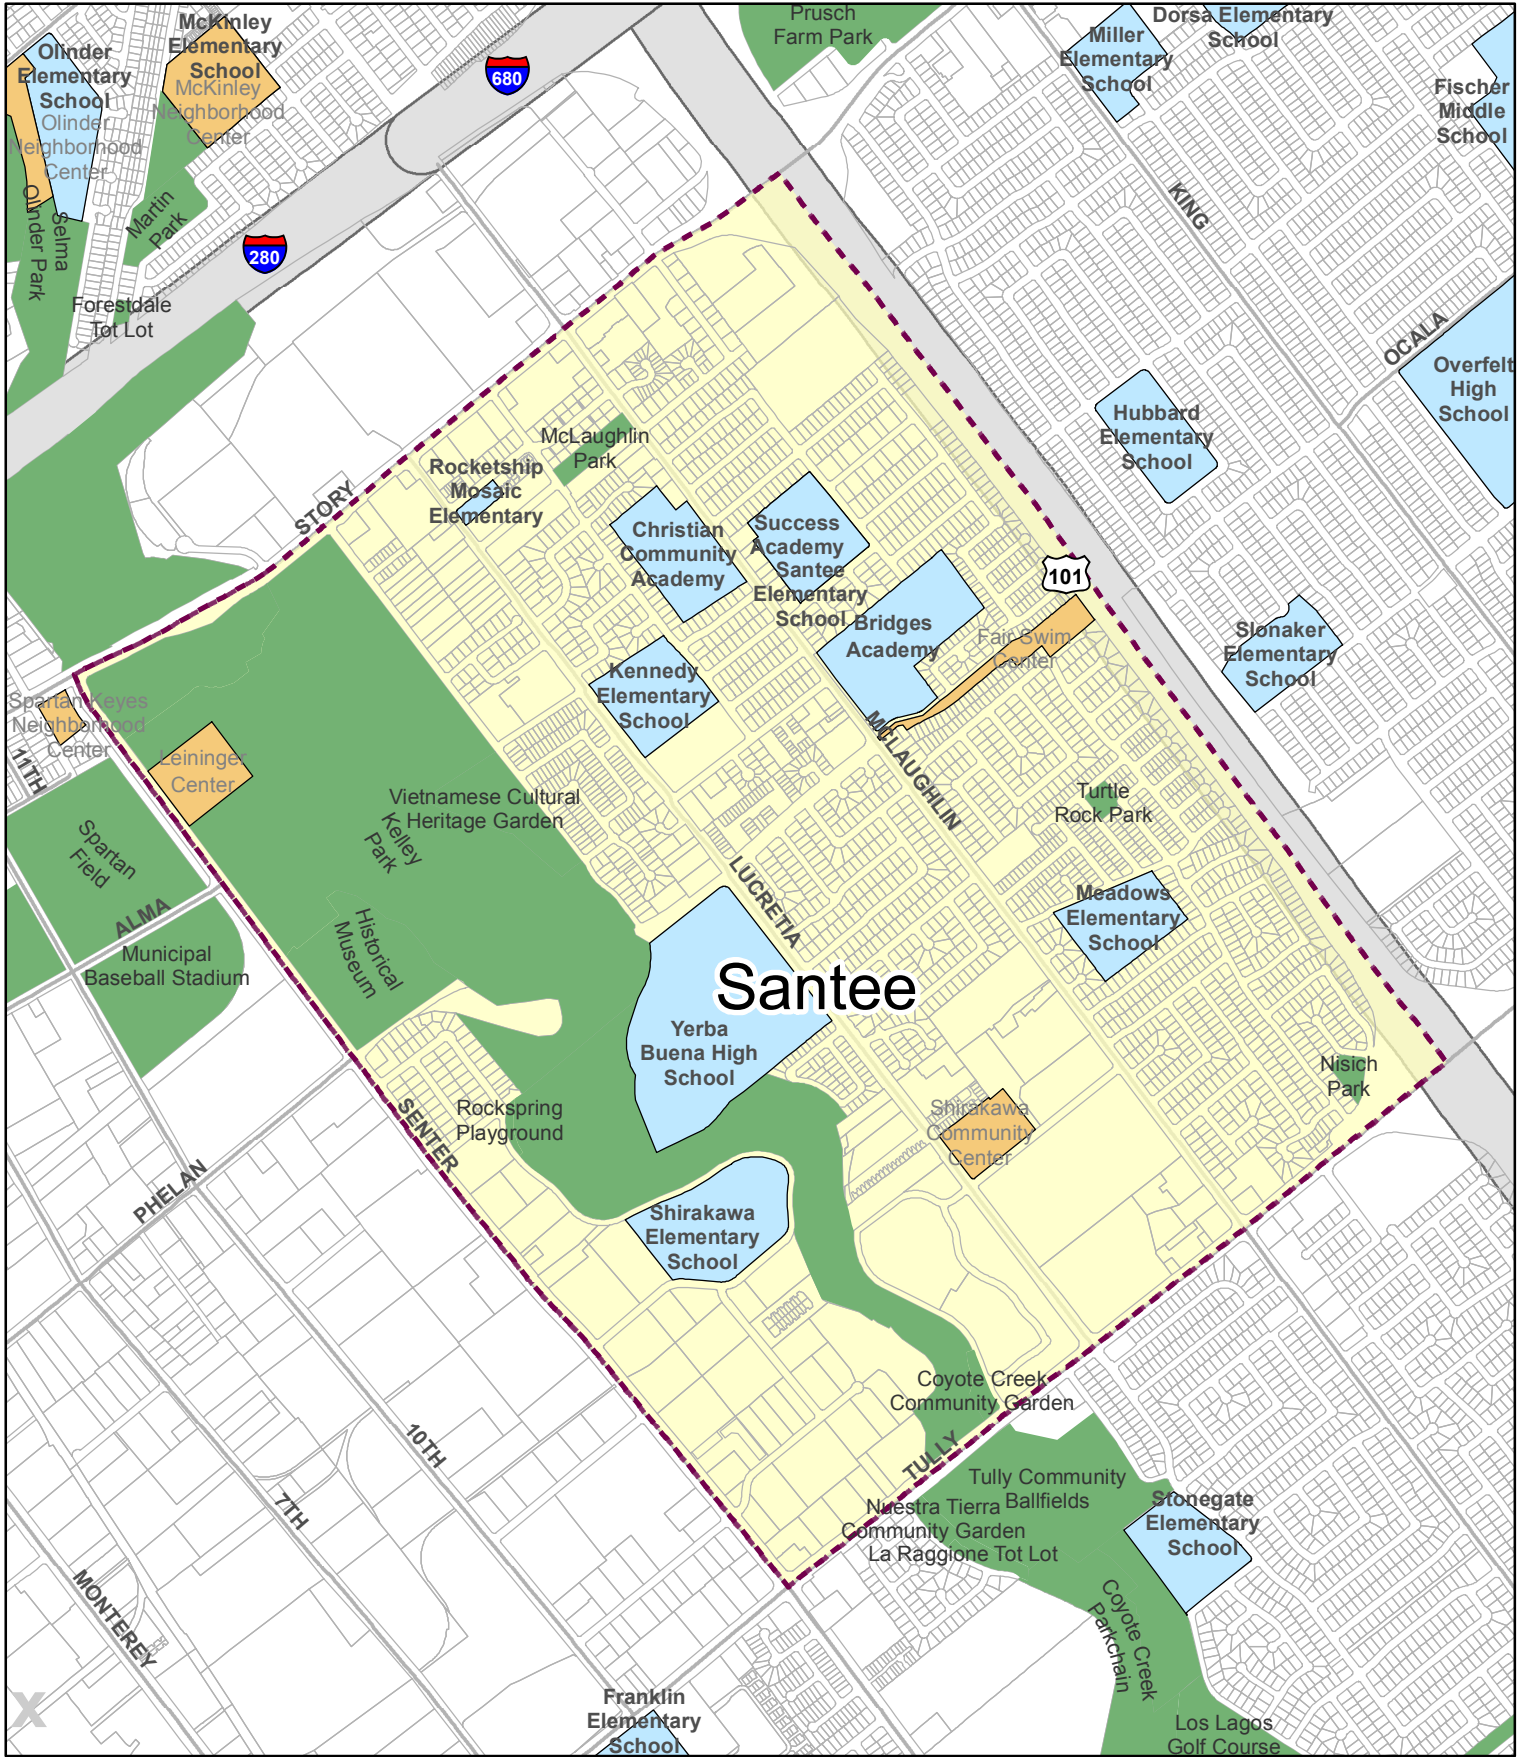 McKinley
Elementary
School
McKinley
Neighborhood
Center
Olinder
Elementary
School
Olinder
Neighborhood
Center
Olinder Park
Selma
Martin
Park
Forestdale
Tot Lot
280
680
Prusch
Farm Park
Miller
Elementary
School
Dorsa Elementary
School
Fischer
Middle
School
KING
OCALA
Overfelt
High
School
Hubbard
Elementary
School
Slonaker
Elementary
School
101
STORY
McLaughlin
Park
Rocketship
Mosaic
Elementary
Christian
Community
Academy
Success
Academy
Santee
Elementary
School
Bridges
Academy
Fair Swim
Center
Kennedy
Elementary
School
MCLAUGHLIN
Turtle
Rock Park
Spartan Keyes
Neighborhood
Center
11TH
Leininger
Center
Vietnamese Cultural
Heritage Garden
Kelley
Park
Spartan
Field
ALMA
Municipal
Baseball Stadium
Historical
Museum
LUCRETIA
Meadows
Elementary
School
Santee
Yerba
Buena High
School
Nisich
Park
Rockspring
Playground
SENTER
PHELAN
Shirakawa
Community
Center
Shirakawa
Elementary
School
Coyote Creek
Community Garden
TULLY
Tully Community
Ballfields
Nuestra Tierra
Community Garden
La Raggione Tot Lot
Stonegate
Elementary
School
10TH
7TH
MONTEREY
Coyote Creek
Parkchain
Franklin
Elementary
School
Los Lagos
Golf Course
X